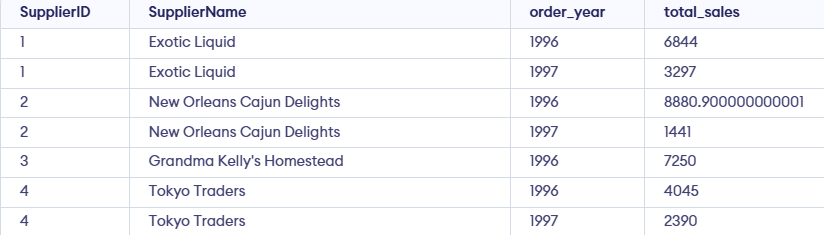 SupplierID SupplierName order_year total_sales
1 Exotic Liquid 1996 6844
1 Exotic Liquid 1997 3297
2 New Orleans Cajun Delights 1996 8880.900000000001
2 New Orleans Cajun Delights 1997 1441
3 Grandma Kelly's Homestead 1996 7250
4 Tokyo Traders 1996 4045
4 Tokyo Traders 1997 2390